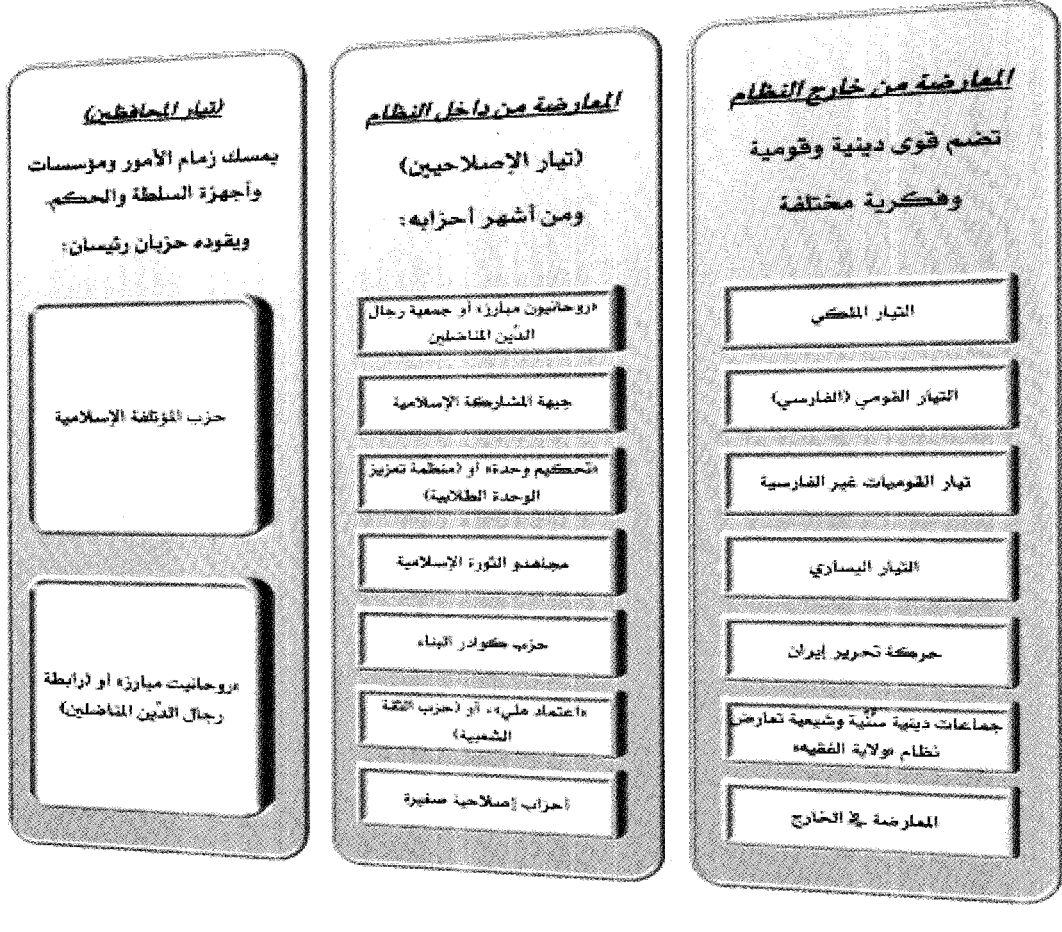 المعارضة من خارج النظام
تضم قوى دينية وقومية
وفكرية مختلفة
التيار الملكي
التيار القومي (الفارسي)
تيار القوميات غير الفارسية
التيار اليساري
حركة تحرير إيران
جماعات دينية سُنّية وشيعية تعارض
نظام «ولاية الفقيه»
المعارضة في الخارج
المعارضة من داخل النظام
(تيار الإصلاحيين)
ومن أشهر أحزابه:
«روحانيون مبارز» أو جمعية رجال
الدّين المناضلين
جبهة المشاركة الإسلامية
«تحكيم وحدة» أو (منظمة تعزيز
الوحدة الطلابية)
مجاهدو الثورة الإسلامية
حزب كوادر البناء
«اعتماد ملي»، أو (حزب الثقة
الشعبية)
أحزاب إصلاحية صغيرة
(تيار المحافظين)
يمسك زمام الأمور ومؤسسات
وأجهزة السلطة والحكم.
ويقوده حزبان رئيسان:
حزب المؤتلفة الإسلامية
«روحانيت مبارز» أو (رابطة
رجال الدّين المناضلين)